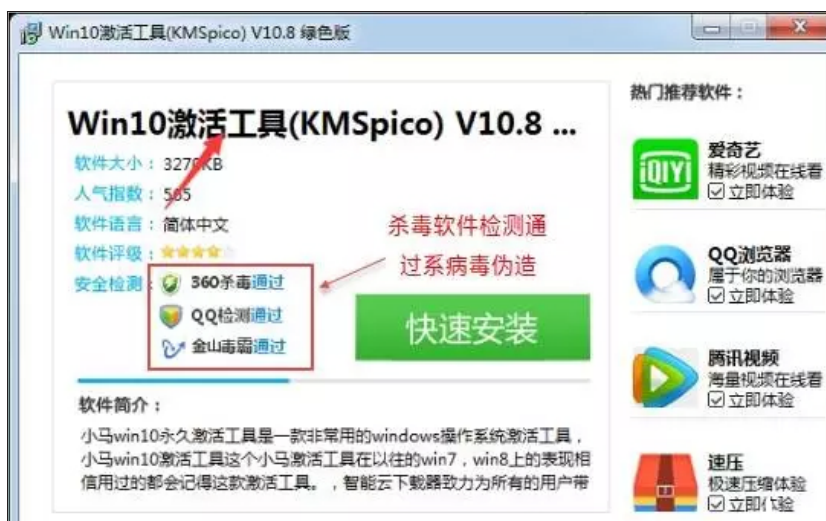 Win10激活工具(KMSpico) V10.8 绿色版
Win10激活工具(KMSpico) V10.8 ...
软件大小：3270KB
人气指数：565
软件语言：简体中文
软件评级：
安全检测：
360杀毒通过
QQ检测通过
金山毒霸通过
杀毒软件检测通
过系病毒伪造
快速安装
软件简介：
小马win10永久激活工具是一款非常用的windows操作系统激活工具，
小马win10激活工具这个小马激活工具在以往的win7，win8上的表现相
信用过的都会记得这款激活工具。，智能云下载器致力为所有的用户带
热门推荐软件：
iQIYI
爱奇艺
精彩视频在线看
立即体验
QQ浏览器
属于你的浏览器
立即体验
腾讯视频
海量视频在线看
立即体验
速压
极速压缩体验
立即体验